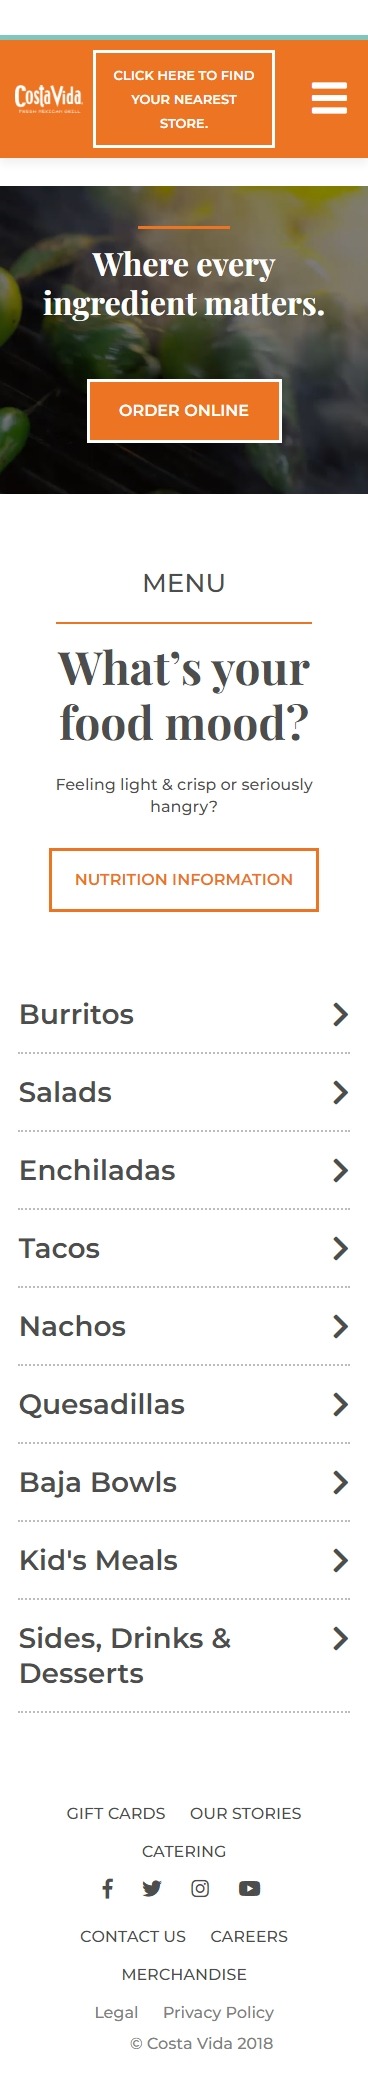 CostaVida
FRESH MEXICAN GRILL
CLICK HERE TO FIND
YOUR NEAREST
STORE.
Where every
ingredient matters.
ORDER ONLINE
MENU
What's your
food mood?
Feeling light & crisp or seriously
hangry?
NUTRITION INFORMATION
Burritos
Salads
Enchiladas
Tacos
Nachos
Quesadillas
Baja Bowls
Kid's Meals
Sides, Drinks &
Desserts
GIFT CARDS OUR STORIES
CATERING
CONTACT US CAREERS
MERCHANDISE
Legal Privacy Policy
© Costa Vida 2018